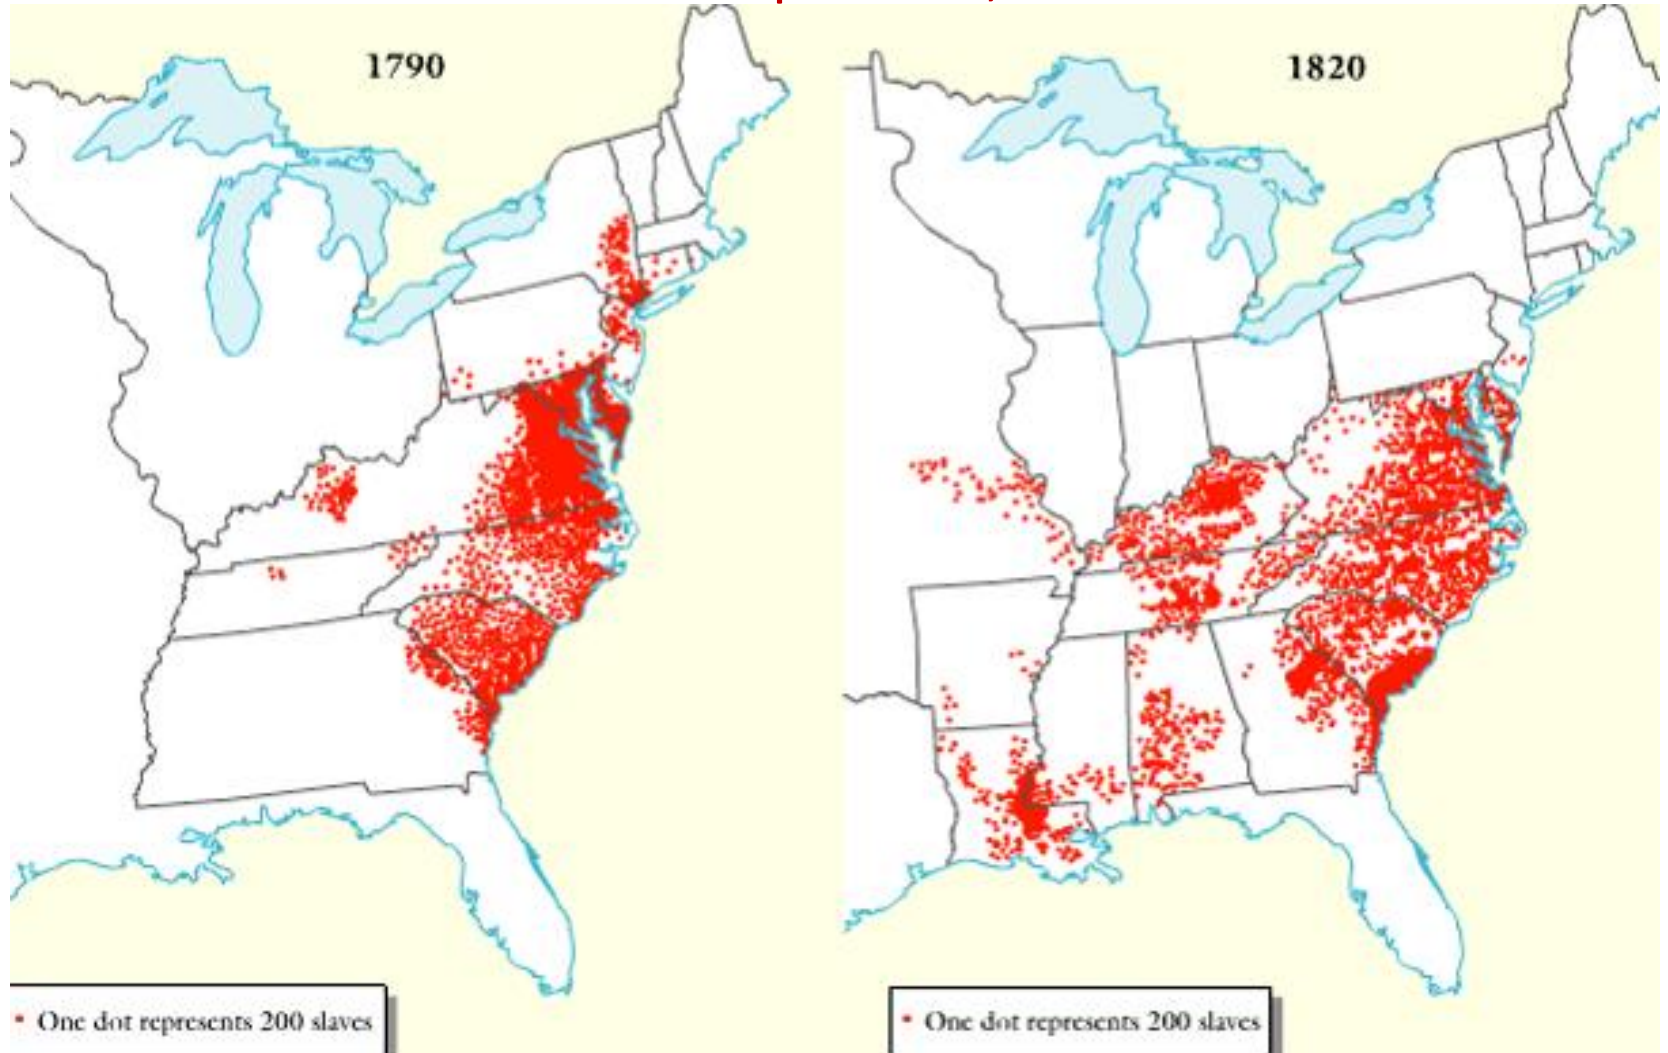 1790
1820
One dot represents 200 slaves
One dot represents 200 slaves